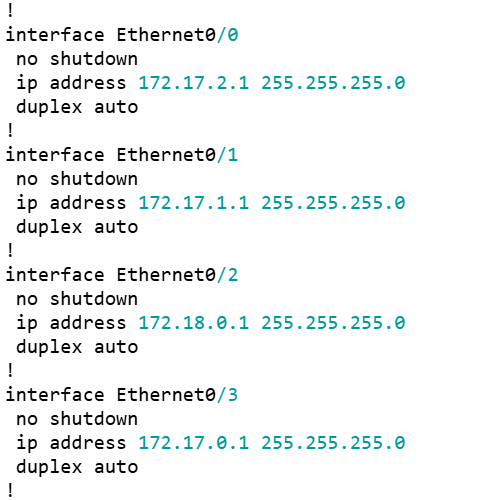 !
interface Ethernet0/0
 no shutdown
 ip address 172.17.2.1 255.255.255.0
 duplex auto
!
interface Ethernet0/1
 no shutdown
 ip address 172.17.1.1 255.255.255.0
 duplex auto
!
interface Ethernet0/2
 no shutdown
 ip address 172.18.0.1 255.255.255.0
 duplex auto
!
interface Ethernet0/3
 no shutdown
 ip address 172.17.0.1 255.255.255.0
 duplex auto
!